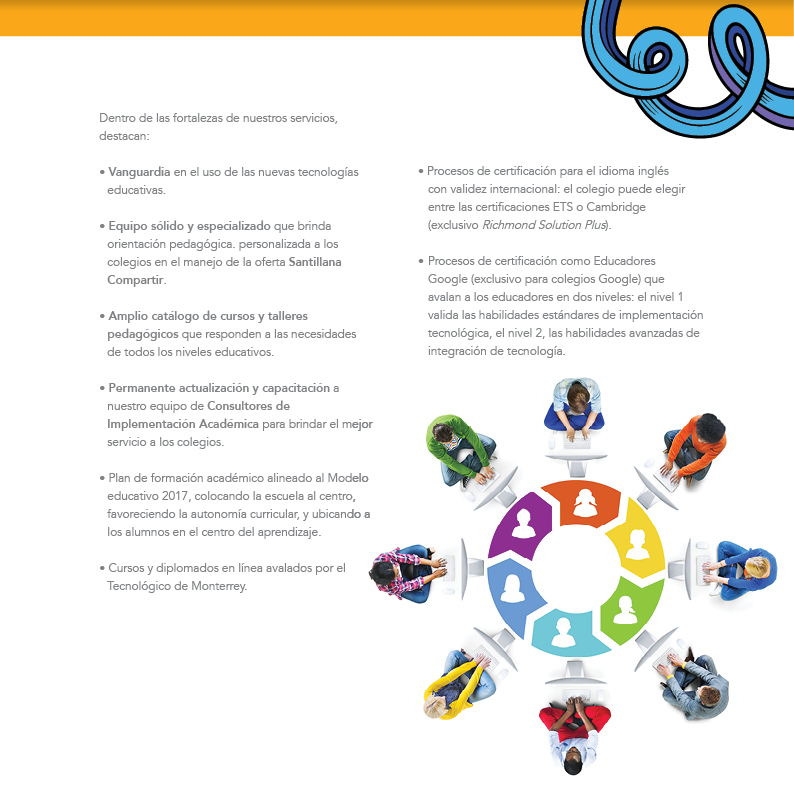 Dentro de las fortalezas de nuestros servicios,
destacan:
• Vanguardia en el uso de las nuevas tecnologías
educativas.
• Equipo sólido y especializado que brinda
orientación pedagógica. personalizada a los
colegios en el manejo de la oferta Santillana
Compartir.
• Amplio catálogo de cursos y talleres
pedagógicos que responden a las necesidades
de todos los niveles educativos.
• Permanente actualización y capacitación a
nuestro equipo de Consultores de
Implementación Académica para brindar el mejor
servicio a los colegios.
• Plan de formación académico alineado al Modelo
educativo 2017, colocando la escuela al centro,
favoreciendo la autonomía curricular, y ubicando a
los alumnos en el centro del aprendizaje.
• Cursos y diplomados en línea avalados por el
Tecnológico de Monterrey.
• Procesos de certificación para el idioma inglés
con validez internacional: el colegio puede elegir
entre las certificaciones ETS o Cambridge
(exclusivo Richmond Solution Plus).
• Procesos de certificación como Educadores
Google (exclusivo para colegios Google) que
avalan a los educadores en dos niveles: el nivel 1
valida las habilidades estándares de implementación
tecnológica, el nivel 2, las habilidades avanzadas de
integración de tecnología.